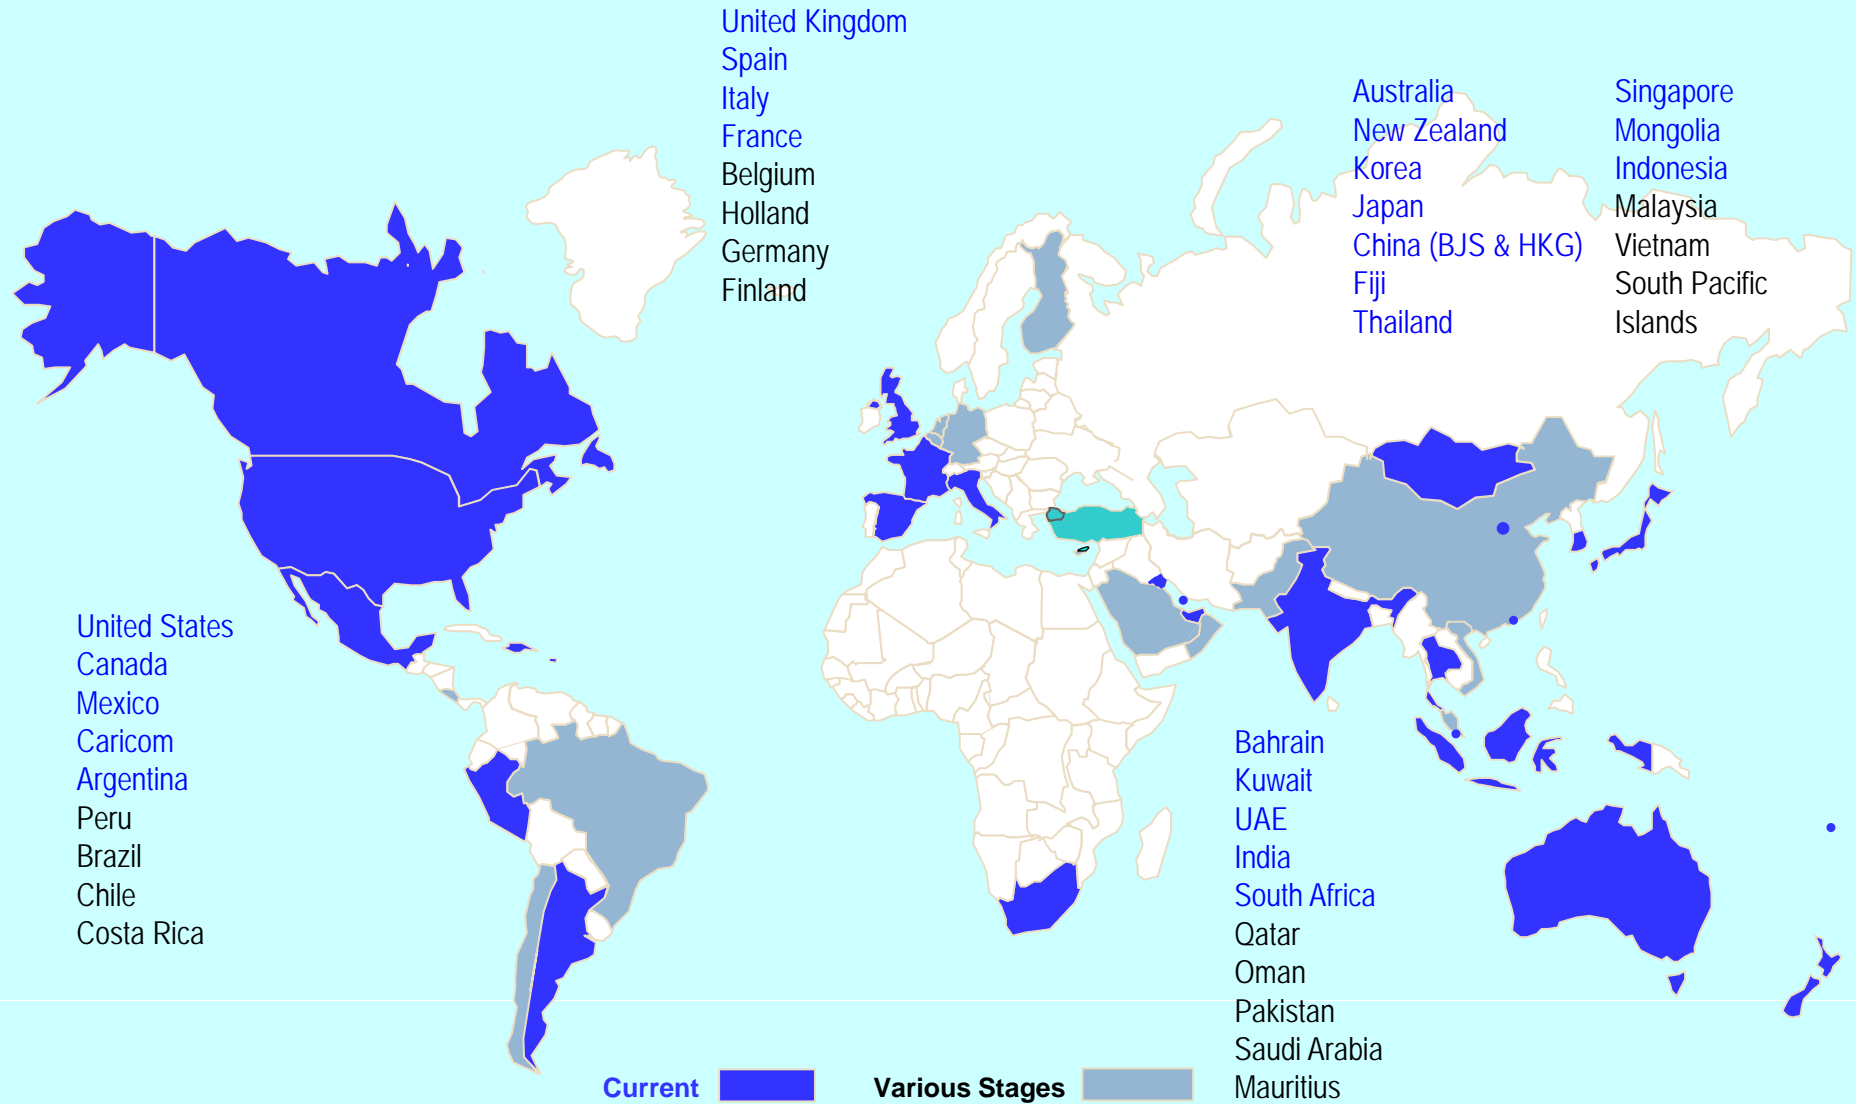 United Kingdom
Spain
Italy
France
Belgium
Holland
Germany
Finland
Australia
New Zealand
Korea
Japan
China (BJS & HKG)
Fiji
Thailand
Singapore
Mongolia
Indonesia
Malaysia
Vietnam
South Pacific
Islands
United States
Canada
Mexico
Caricom
Argentina
Peru
Brazil
Chile
Costa Rica
Bahrain
Kuwait
UAE
India
South Africa
Qatar
Oman
Pakistan
Saudi Arabia
Mauritius
Current
Various Stages